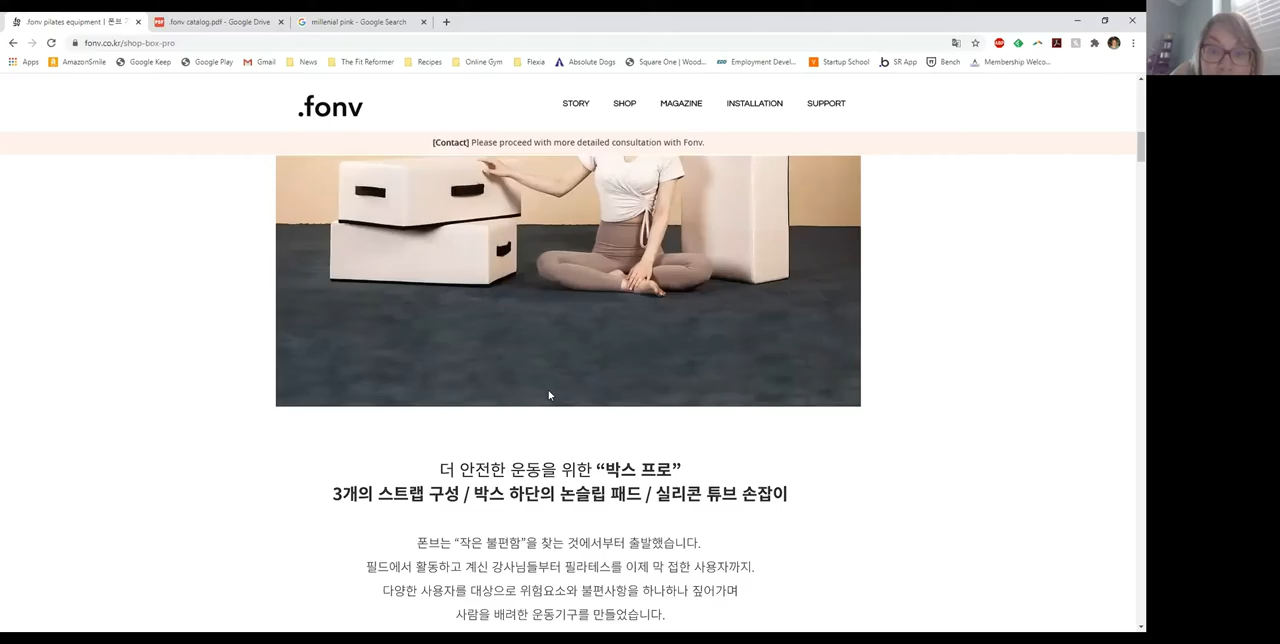 .fonv pilates equipment | 폰브
.fonv catalog.pdf - Google Drive
millenial pink - Google Search
fonv.co.kr/shop-box-pro
Apps AmazonSmile Google Keep Google Play Gmail News The Fit Reformer Recipes Online Gym Flexia Absolute Dogs Square One | Wood... Employment Devel... Startup School SR App Bench Membership Welco...
.fonv
STORY SHOP MAGAZINE INSTALLATION SUPPORT
[Contact] Please proceed with more detailed consultation with Fonv.
더 안전한 운동을 위한 “박스 프로”
3개의 스트랩 구성 / 박스 하단의 논슬립 패드 / 실리콘 튜브 손잡이
폰브는 “작은 불편함”을 찾는 것에서부터 출발했습니다.
필드에서 활동하고 계신 강사님들부터 필라테스를 이제 막 접한 사용자까지.
다양한 사용자를 대상으로 위험요소와 불편사항을 하나하나 짚어가며
사람을 배려한 운동기구를 만들었습니다.